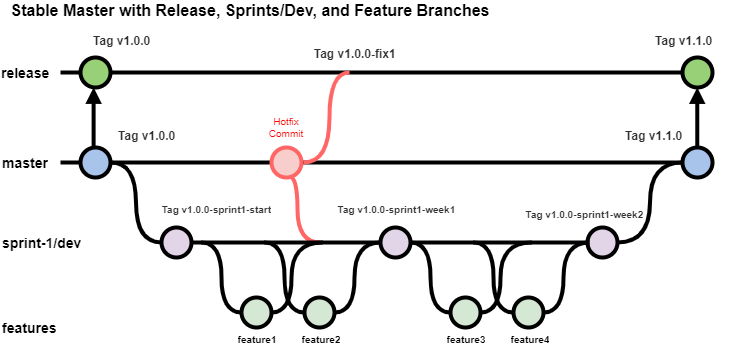 Stable Master with Release, Sprints/Dev, and Feature Branches
Tag v1.0.0
Tag v1.0.0-fix1
Tag v1.1.0
release
Hotfix
Commit
Tag v1.0.0
Tag v1.1.0
master
Tag v1.0.0-sprint1-start
Tag v1.0.0-sprint1-week1
Tag v1.0.0-sprint1-week2
sprint-1/dev
features
feature1
feature2
feature3
feature4